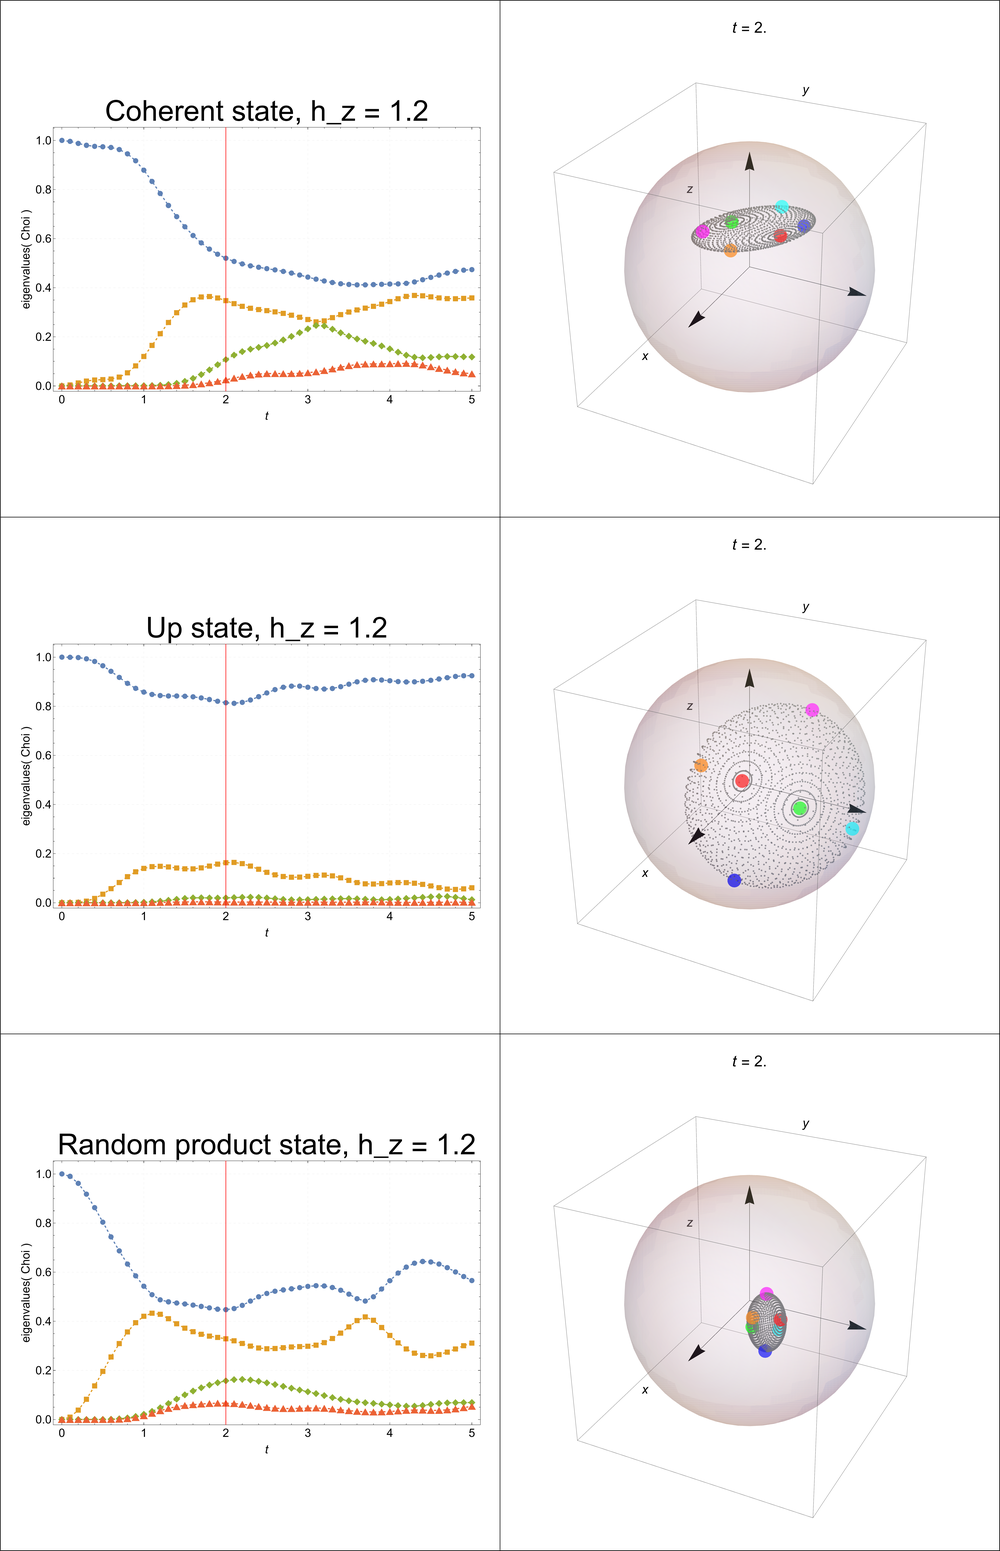 t = 2.
Coherent state, h_z = 1.2
eigenvalues( Choi )
1.0
0.8
0.6
0.4
0.2
0.0
0 1 2 3 4 5
t
y
z
x
t = 2.
Up state, h_z = 1.2
eigenvalues( Choi )
1.0
0.8
0.6
0.4
0.2
0.0
0 1 2 3 4 5
t
y
z
x
t = 2.
Random product state, h_z = 1.2
eigenvalues( Choi )
1.0
0.8
0.6
0.4
0.2
0.0
0 1 2 3 4 5
t
y
z
x